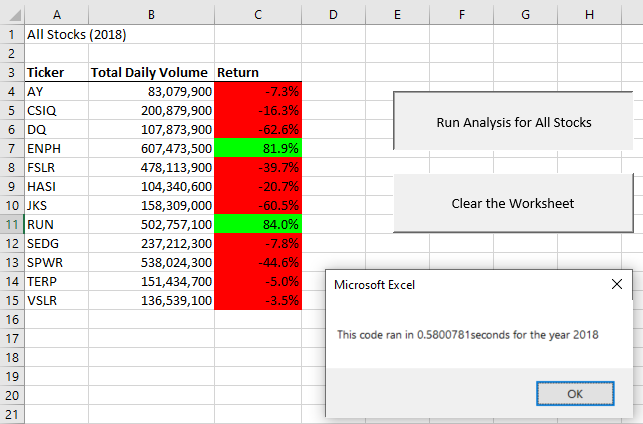 A B C D E F G H
1 All Stocks (2018)
2
3 Ticker Total Daily Volume Return
4 AY 83,079,900 -7.3%
5 CSIQ 200,879,900 -16.3%
6 DQ 107,873,900 -62.6%
7 ENPH 607,473,500 81.9%
8 FSLR 478,113,900 -39.7%
9 HASI 104,340,600 -20.7%
10 JKS 158,309,000 -60.5%
11 RUN 502,757,100 84.0%
12 SEDG 237,212,300 -7.8%
13 SPWR 538,024,300 -44.6%
14 TERP 151,434,700 -5.0%
15 VSLR 136,539,100 -3.5%
16
17
18
19
20
21
Run Analysis for All Stocks
Clear the Worksheet
Microsoft Excel
This code ran in 0.5800781seconds for the year 2018
OK